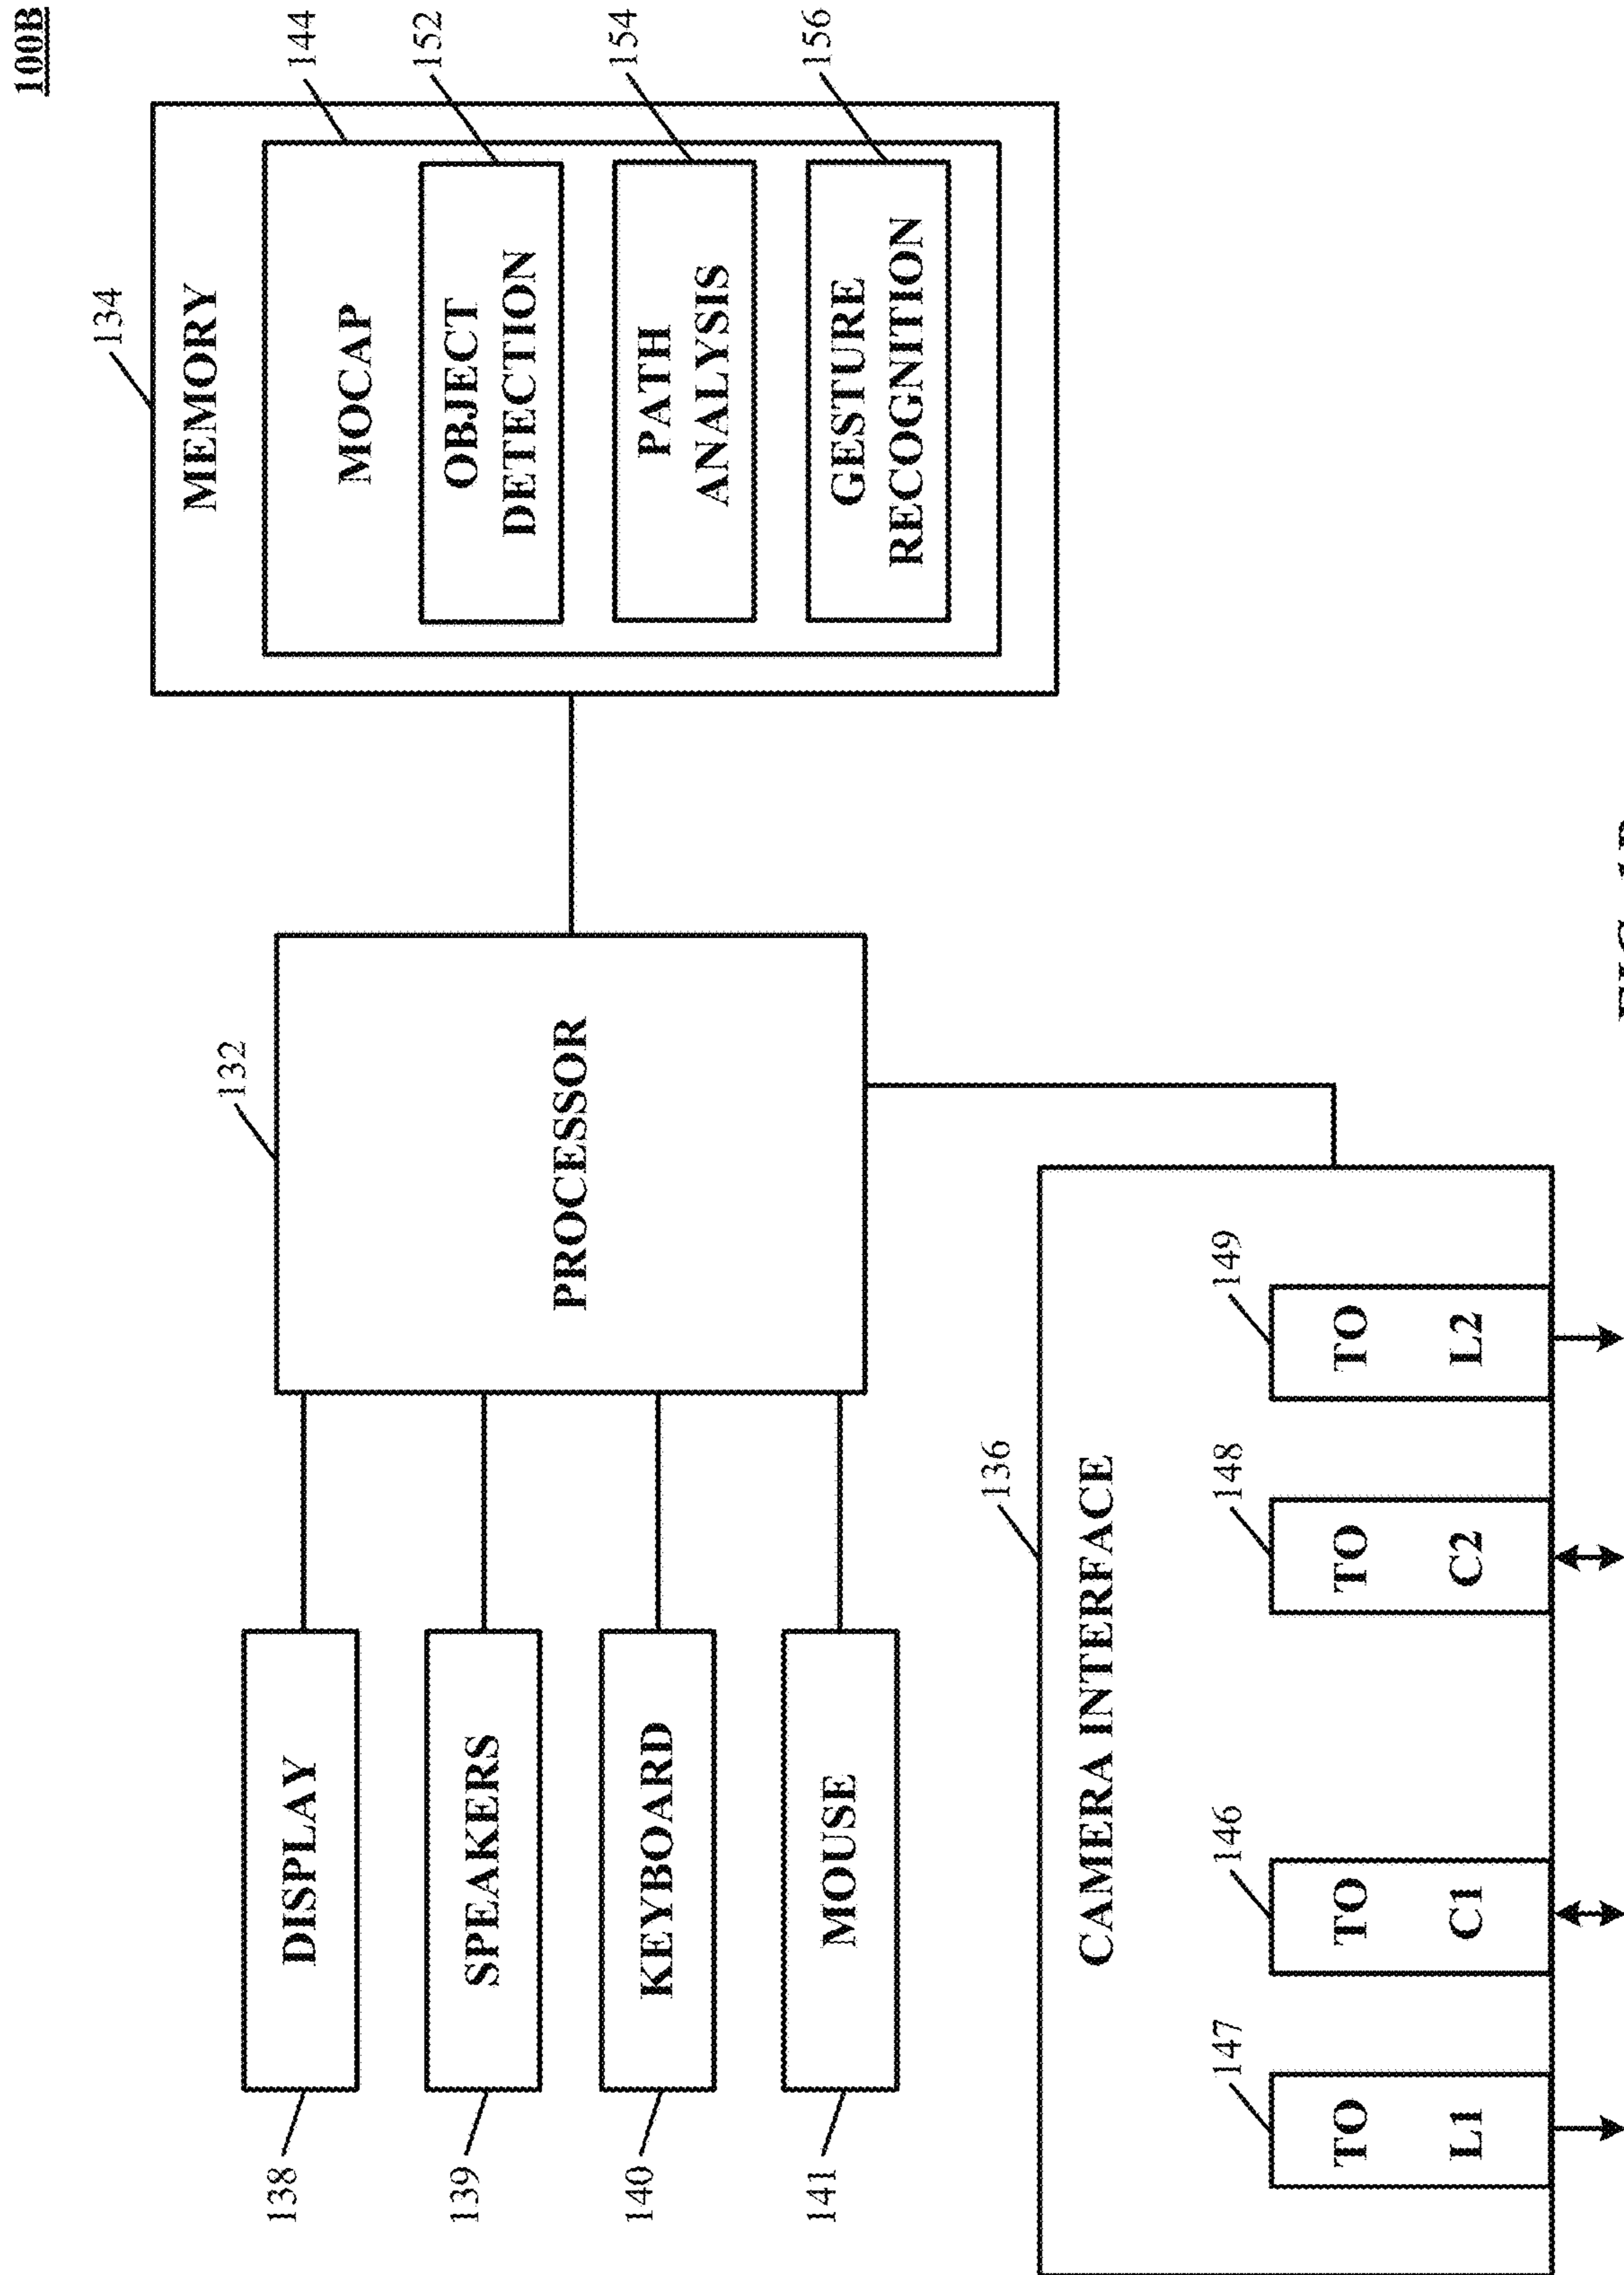 100B
134
MEMORY
144
MOCAP
152
OBJECT
DETECTION
154
PATH
ANALYSIS
156
GESTURE
RECOGNITION
132
PROCESSOR
138
DISPLAY
139
SPEAKERS
140
KEYBOARD
141
MOUSE
136
CAMERA INTERFACE
147
TO
L1
146
TO
C1
148
TO
C2
149
TO
L2